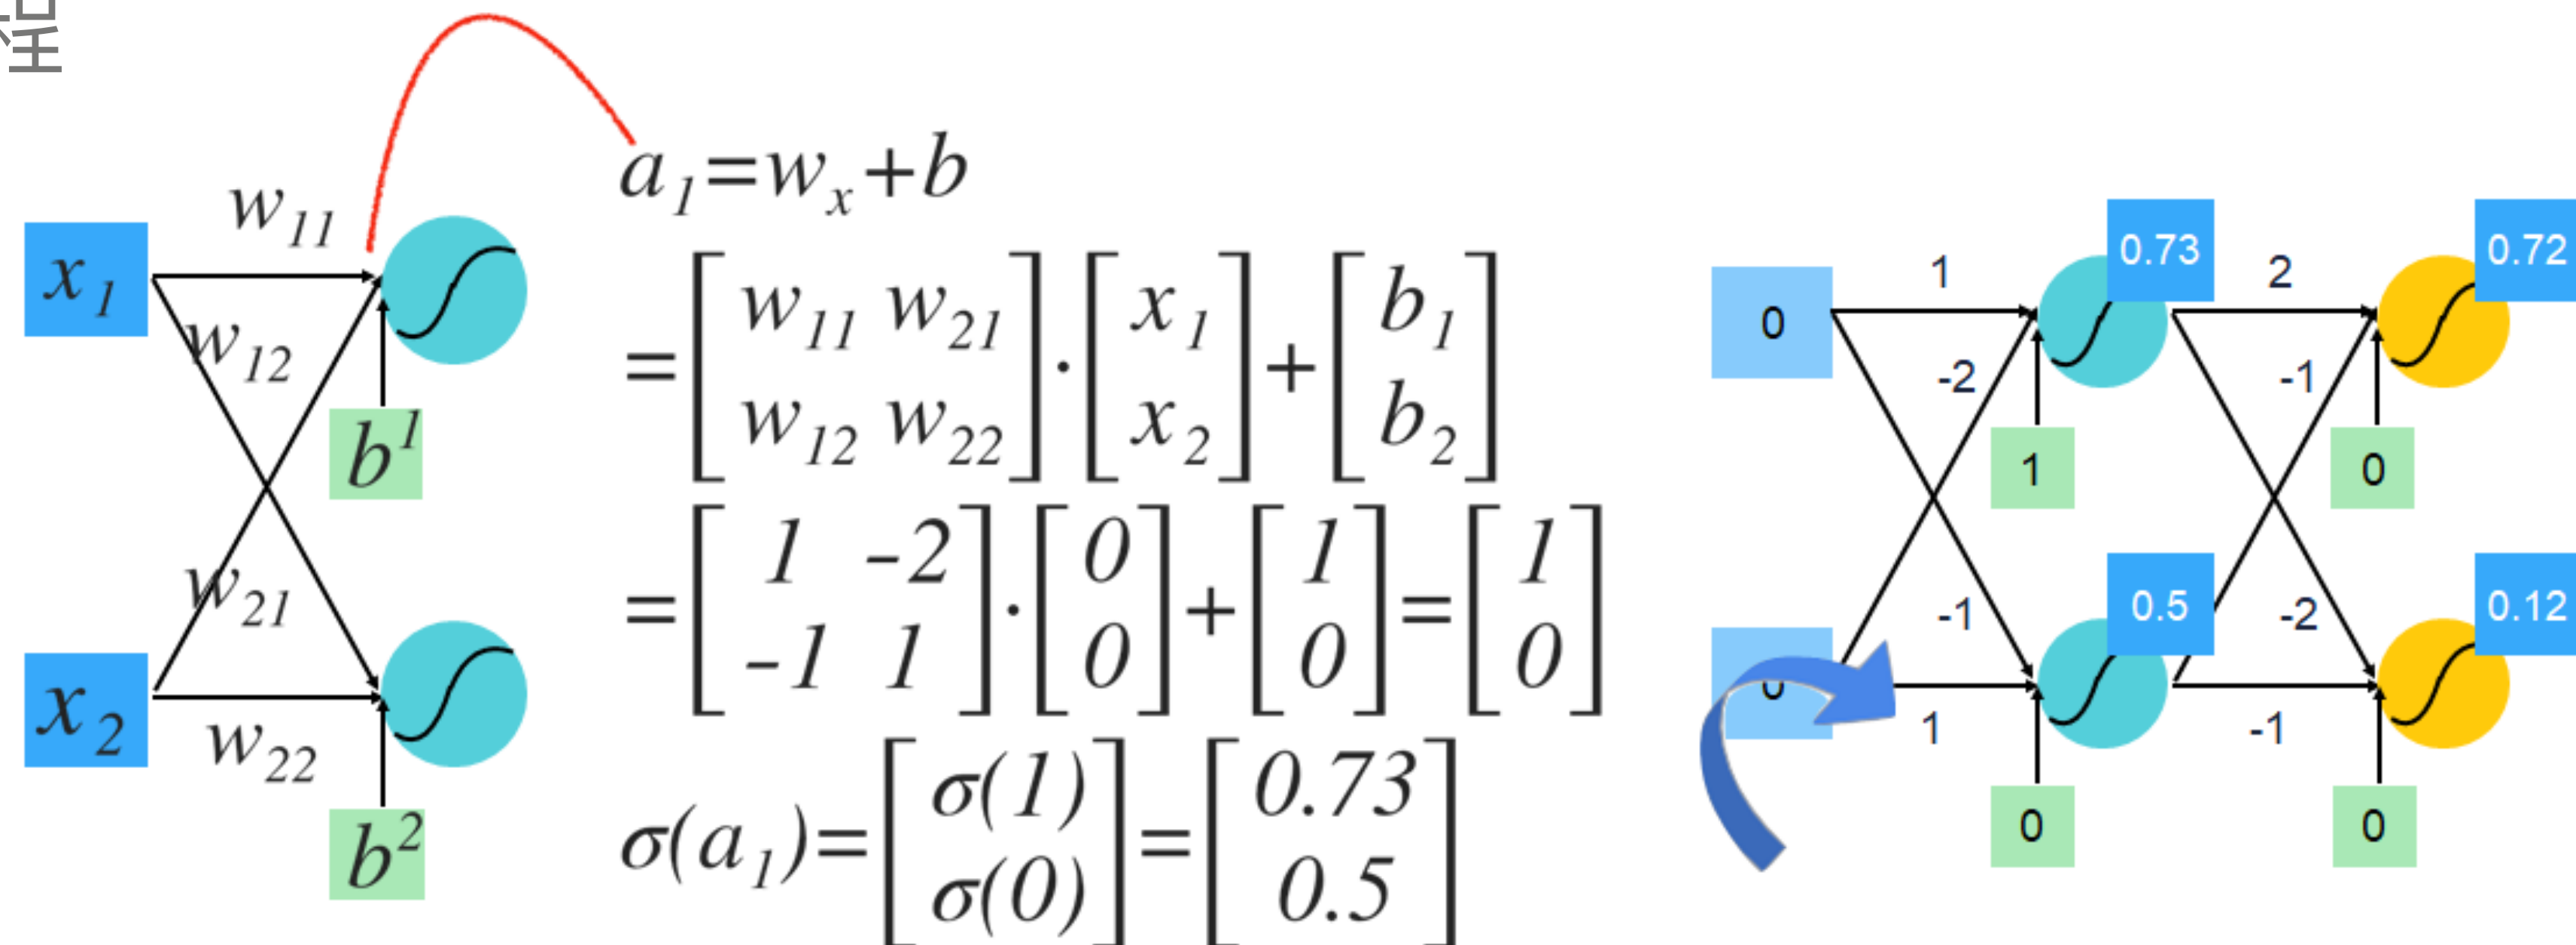 程
w₁₁
x₁
w₁₂
b¹
w₂₁
x₂
w₂₂
b²
a₁=wₓ+b
=[w₁₁ w₂₁
w₁₂ w₂₂]·[x₁
x₂]+[b₁
b₂]
=[1 -2
-1 1]·[0
0]+[1
0]=[1
0]
σ(a₁)=[σ(1)
σ(0)]=[0.73
0.5]
0.73
0.72
1
2
0
-2
-1
1
0
0.5
0.12
-1
-2
1
-1
0
0